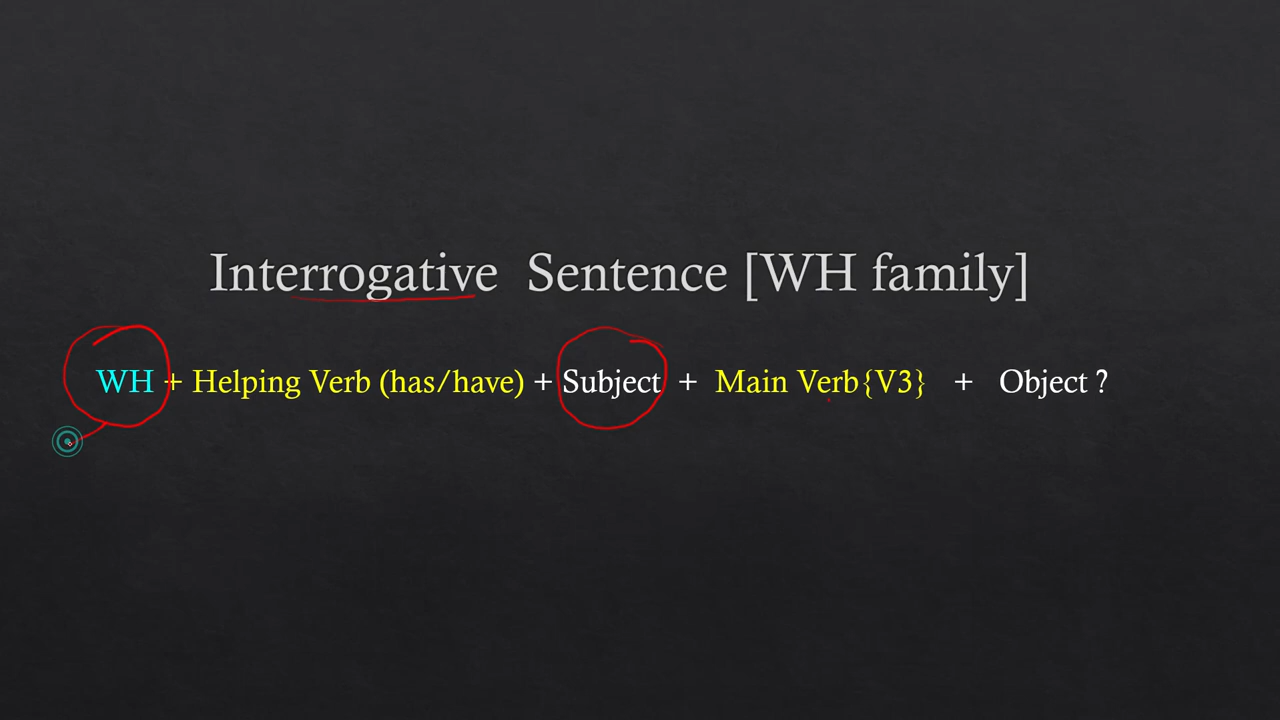 Interrogative Sentence [WH family]
WH + Helping Verb (has/have) + Subject + Main Verb{V3} + Object ?